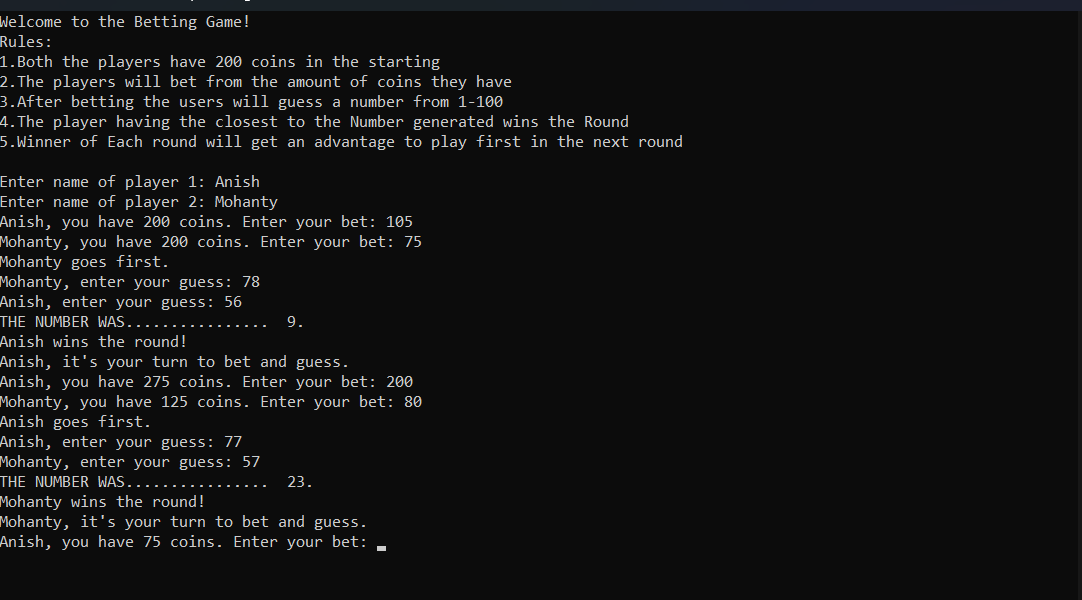 Welcome to the Betting Game!
Rules:
1.Both the players have 200 coins in the starting
2.The players will bet from the amount of coins they have
3.After betting the users will guess a number from 1-100
4.The player having the closest to the Number generated wins the Round
5.Winner of Each round will get an advantage to play first in the next round

Enter name of player 1: Anish
Enter name of player 2: Mohanty
Anish, you have 200 coins. Enter your bet: 105
Mohanty, you have 200 coins. Enter your bet: 75
Mohanty goes first.
Mohanty, enter your guess: 78
Anish, enter your guess: 56
THE NUMBER WAS................  9.
Anish wins the round!
Anish, it's your turn to bet and guess.
Anish, you have 275 coins. Enter your bet: 200
Mohanty, you have 125 coins. Enter your bet: 80
Anish goes first.
Anish, enter your guess: 77
Mohanty, enter your guess: 57
THE NUMBER WAS................  23.
Mohanty wins the round!
Mohanty, it's your turn to bet and guess.
Anish, you have 75 coins. Enter your bet: